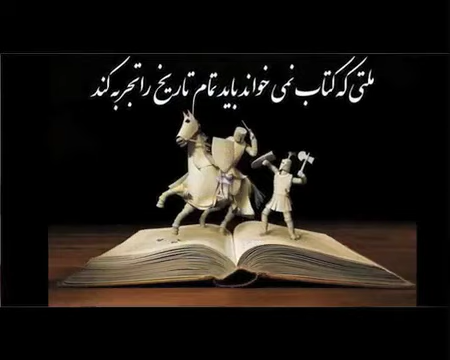 ملتی که کتاب نمی خواند باید تمام تاریخ را تجربه کند